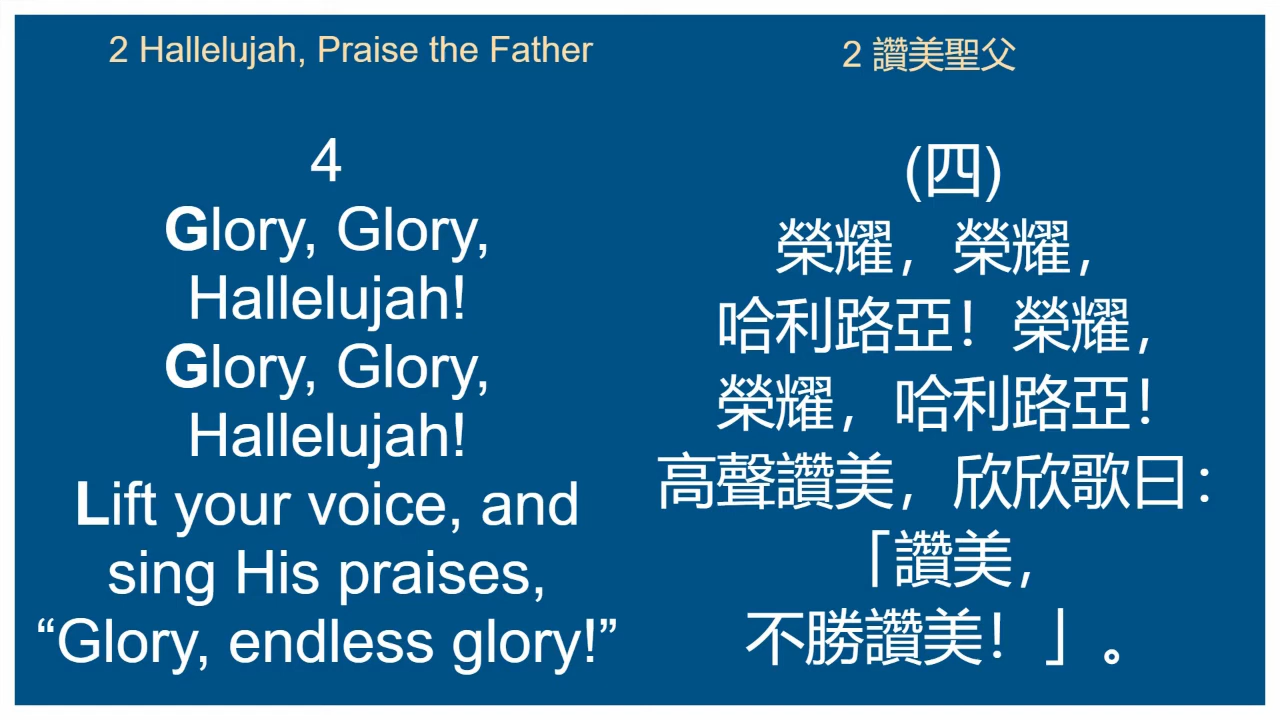 2 Hallelujah, Praise the Father
4
Glory, Glory,
Hallelujah!
Glory, Glory,
Hallelujah!
Lift your voice, and
sing His praises,
“Glory, endless glory!”
2 讚美聖父
(四)
榮耀，榮耀，
哈利路亞！榮耀，
榮耀，哈利路亞！
高聲讚美，欣欣歌曰：
「讚美，
不勝讚美！」。